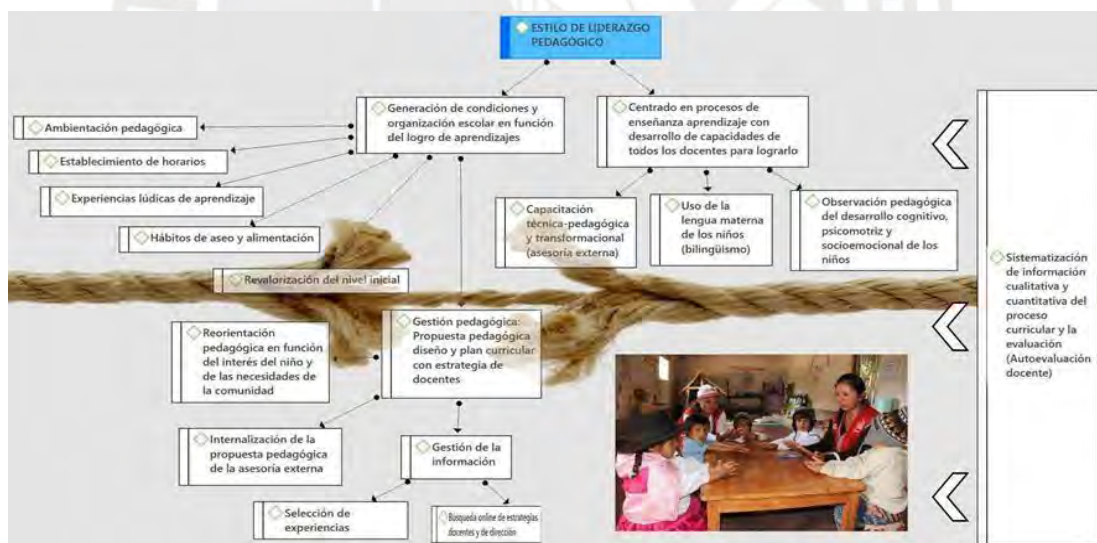 ESTILO DE LIDERAZGO
PEDAGÓGICO
Generación de condiciones y
organización escolar en función
del logro de aprendizajes
Centrado en procesos de
enseñanza aprendizaje con
desarrollo de capacidades de
todos los docentes para lograrlo
Ambientación pedagógica
Establecimiento de horarios
Experiencias lúdicas de aprendizaje
Hábitos de aseo y alimentación
Revalorización del nivel inicial
Capacitación
técnica-pedagógica
y transformacional
(asesoría externa)
Uso de la
lengua materna
de los niños
(bilingüismo)
Observación pedagógica
del desarrollo cognitivo,
psicomotriz y
socioemocional de los
niños
Sistematización
de información
cualitativa y
cuantitativa del
proceso
curricular y la
evaluación
(Autoevaluación
docente)
Reorientación
pedagógica en función
del interés del niño y
de las necesidades de
la comunidad
Gestión pedagógica:
Propuesta pedagógica
diseño y plan curricular
con estrategia de
docentes
Internalización de la
propuesta pedagógica
de la asesoría externa
Gestión de la
información
Selección de
experiencias
Búsqueda online de estrategias
docentes y de dirección